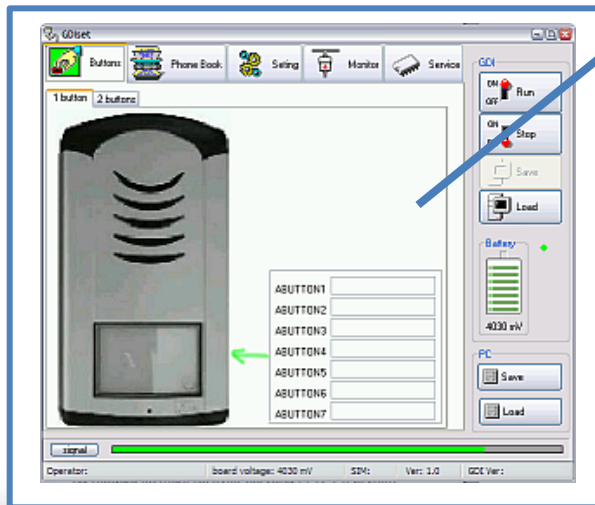 GDIset
Buttons Phone Book Seting Monitor Service
1 button 2 buttons
ABUTTON1
ABUTTON2
ABUTTON3
ABUTTON4
ABUTTON5
ABUTTON6
ABUTTON7
GDI
ON
OFF
Run
ON
Stop
Save
Load
Battery
4030 mV
PC
Save
Load
signal
Operator: board voltage: 4030 mV SIM: Ver: 1.0 GDI Ver: